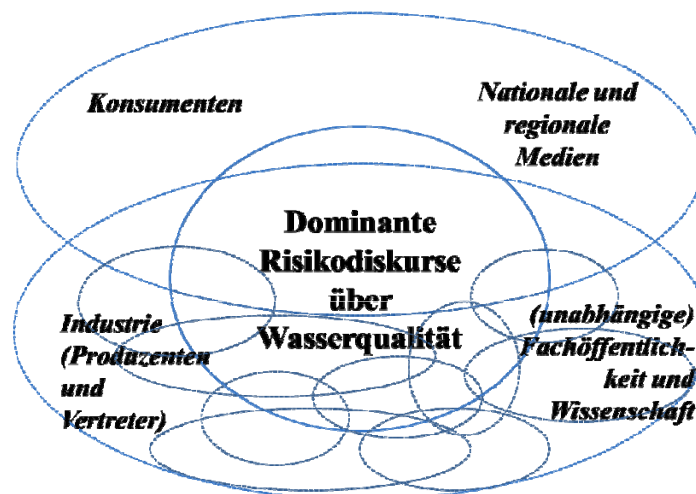 Konsumenten
Nationale und
regionale
Medien
Dominante
Risikodiskurse
über
Wasserqualität
Industrie
(Produzenten
und
Vertreter)
(unabhängige)
Fachöffentlich-
keit und
Wissenschaft